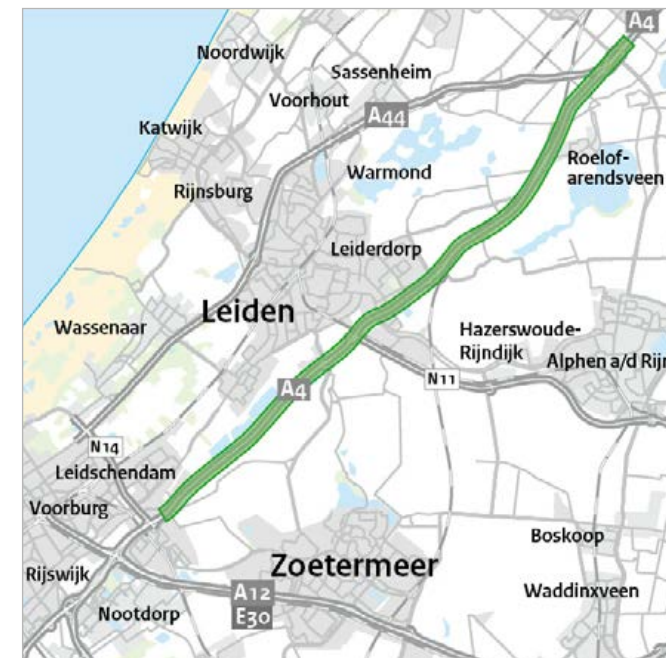 A4
Noordwijk
Sassenheim
Voorhout
A44
Katwijk
Roelof-
arendsveen
Warmond
Rijnsburg
Leiderdorp
Leiden
Wassenaar
Hazerswoude-
Rijndijk
Alphen a/d Rijn
N11
A4
N14
Leidschendam
Voorburg
Boskoop
Zoetermeer
Rijswijk
A12
E30
Waddinxveen
Nootdorp